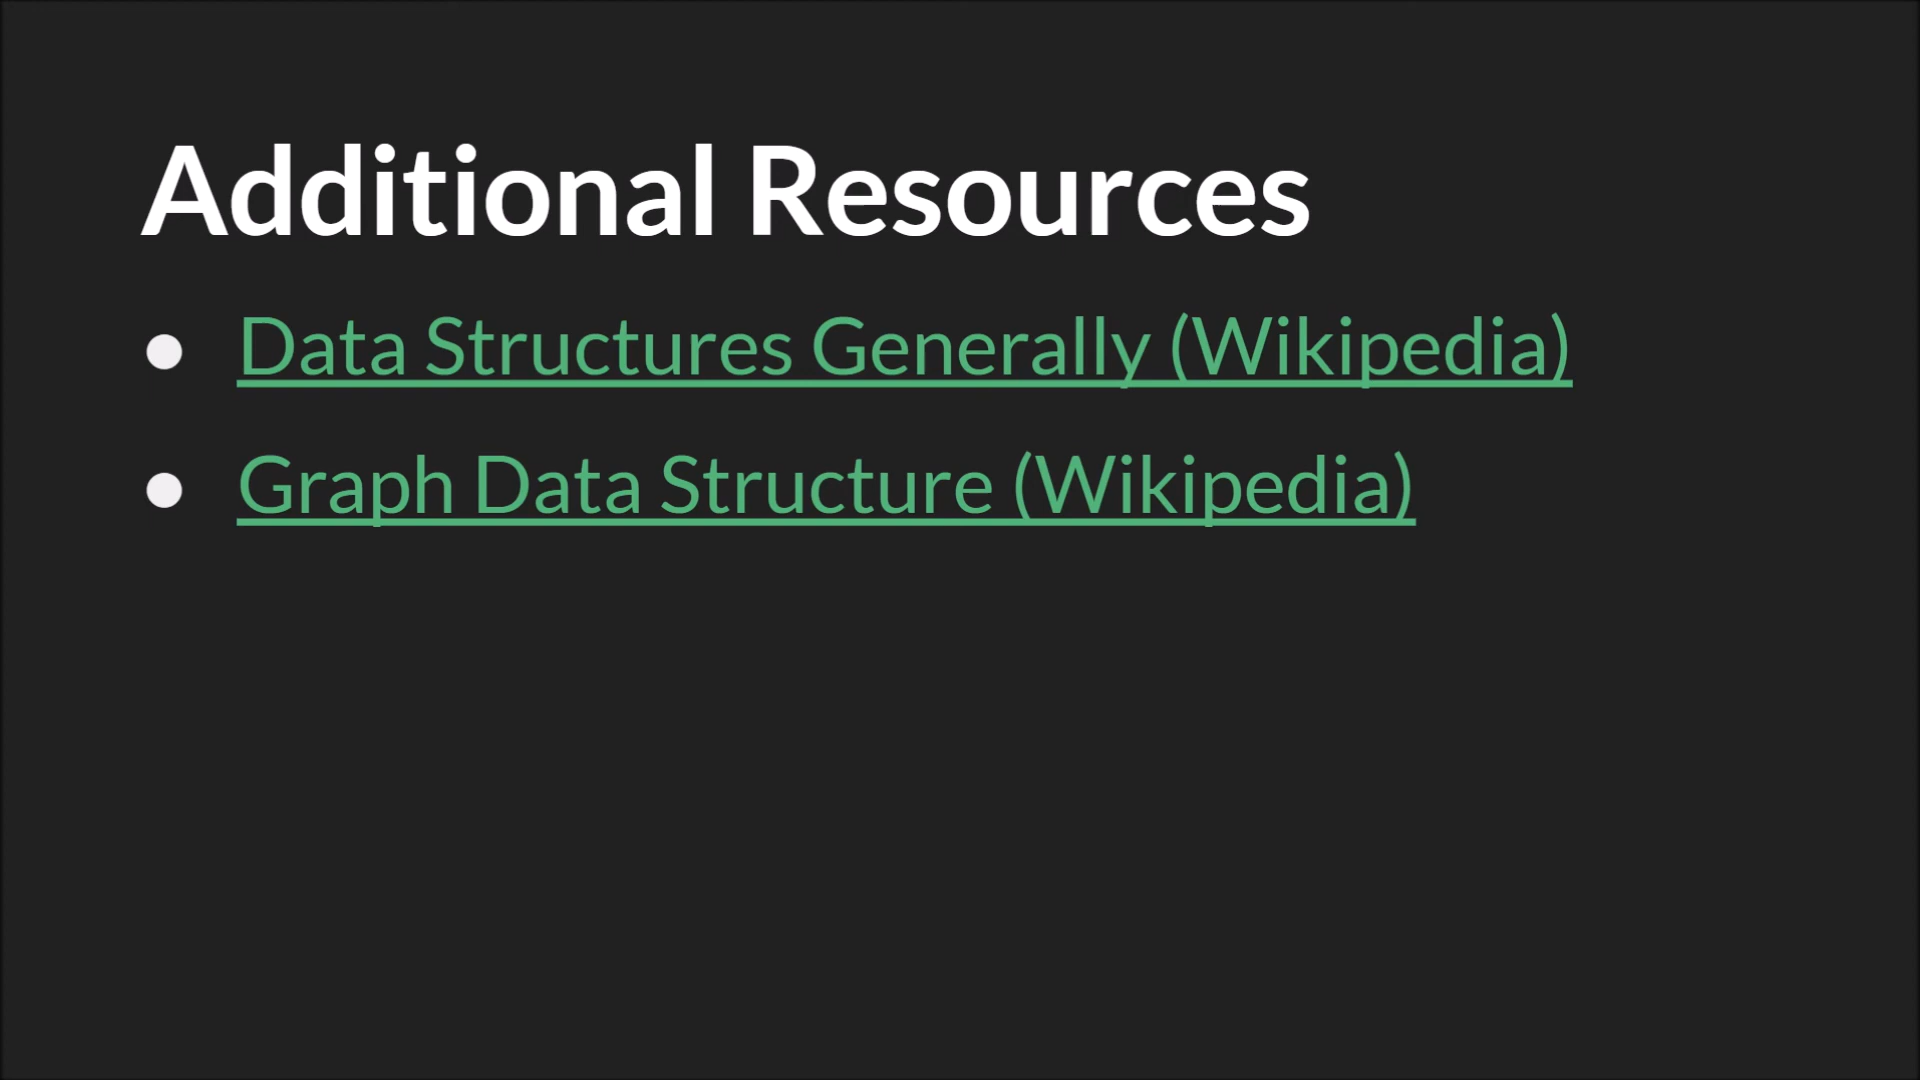 Additional Resources
● Data Structures Generally (Wikipedia)
● Graph Data Structure (Wikipedia)